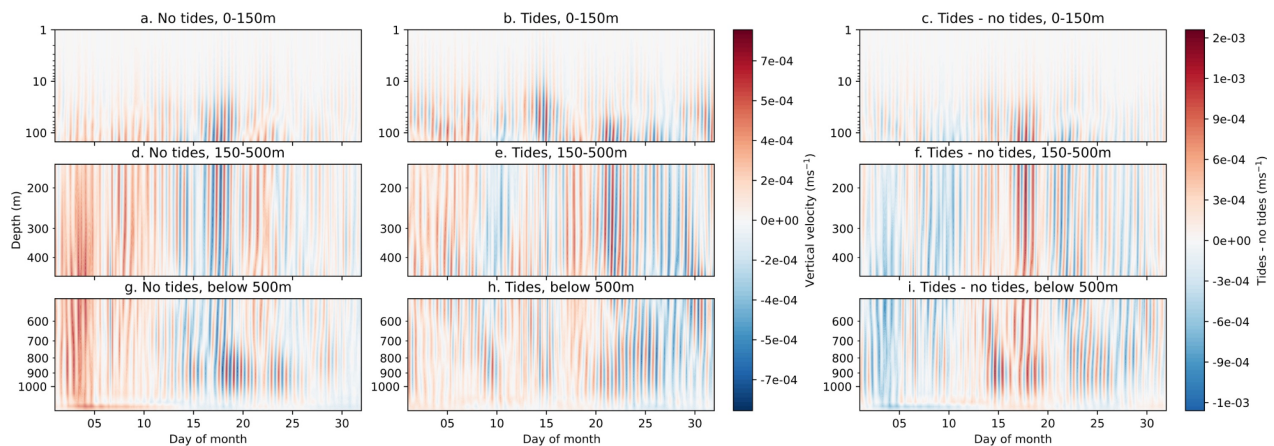 a. No tides, 0-150m
b. Tides, 0-150m
c. Tides - no tides, 0-150m
1
10
100
1
10
100
1
10
100
7e-04
5e-04
4e-04
2e-04
0e+00
-2e-04
-4e-04
-5e-04
-7e-04
Vertical velocity (ms⁻¹)
2e-03
1e-03
9e-04
6e-04
3e-04
0e+00
-3e-04
-6e-04
-9e-04
-1e-03
Tides - no tides (ms⁻¹)
d. No tides, 150-500m
e. Tides, 150-500m
f. Tides - no tides, 150-500m
Depth (m)
200
300
400
200
300
400
200
300
400
g. No tides, below 500m
h. Tides, below 500m
i. Tides - no tides, below 500m
600
700
800
900
1000
600
700
800
900
1000
600
700
800
900
1000
05 10 15 20 25 30
05 10 15 20 25 30
05 10 15 20 25 30
Day of month
Day of month
Day of month